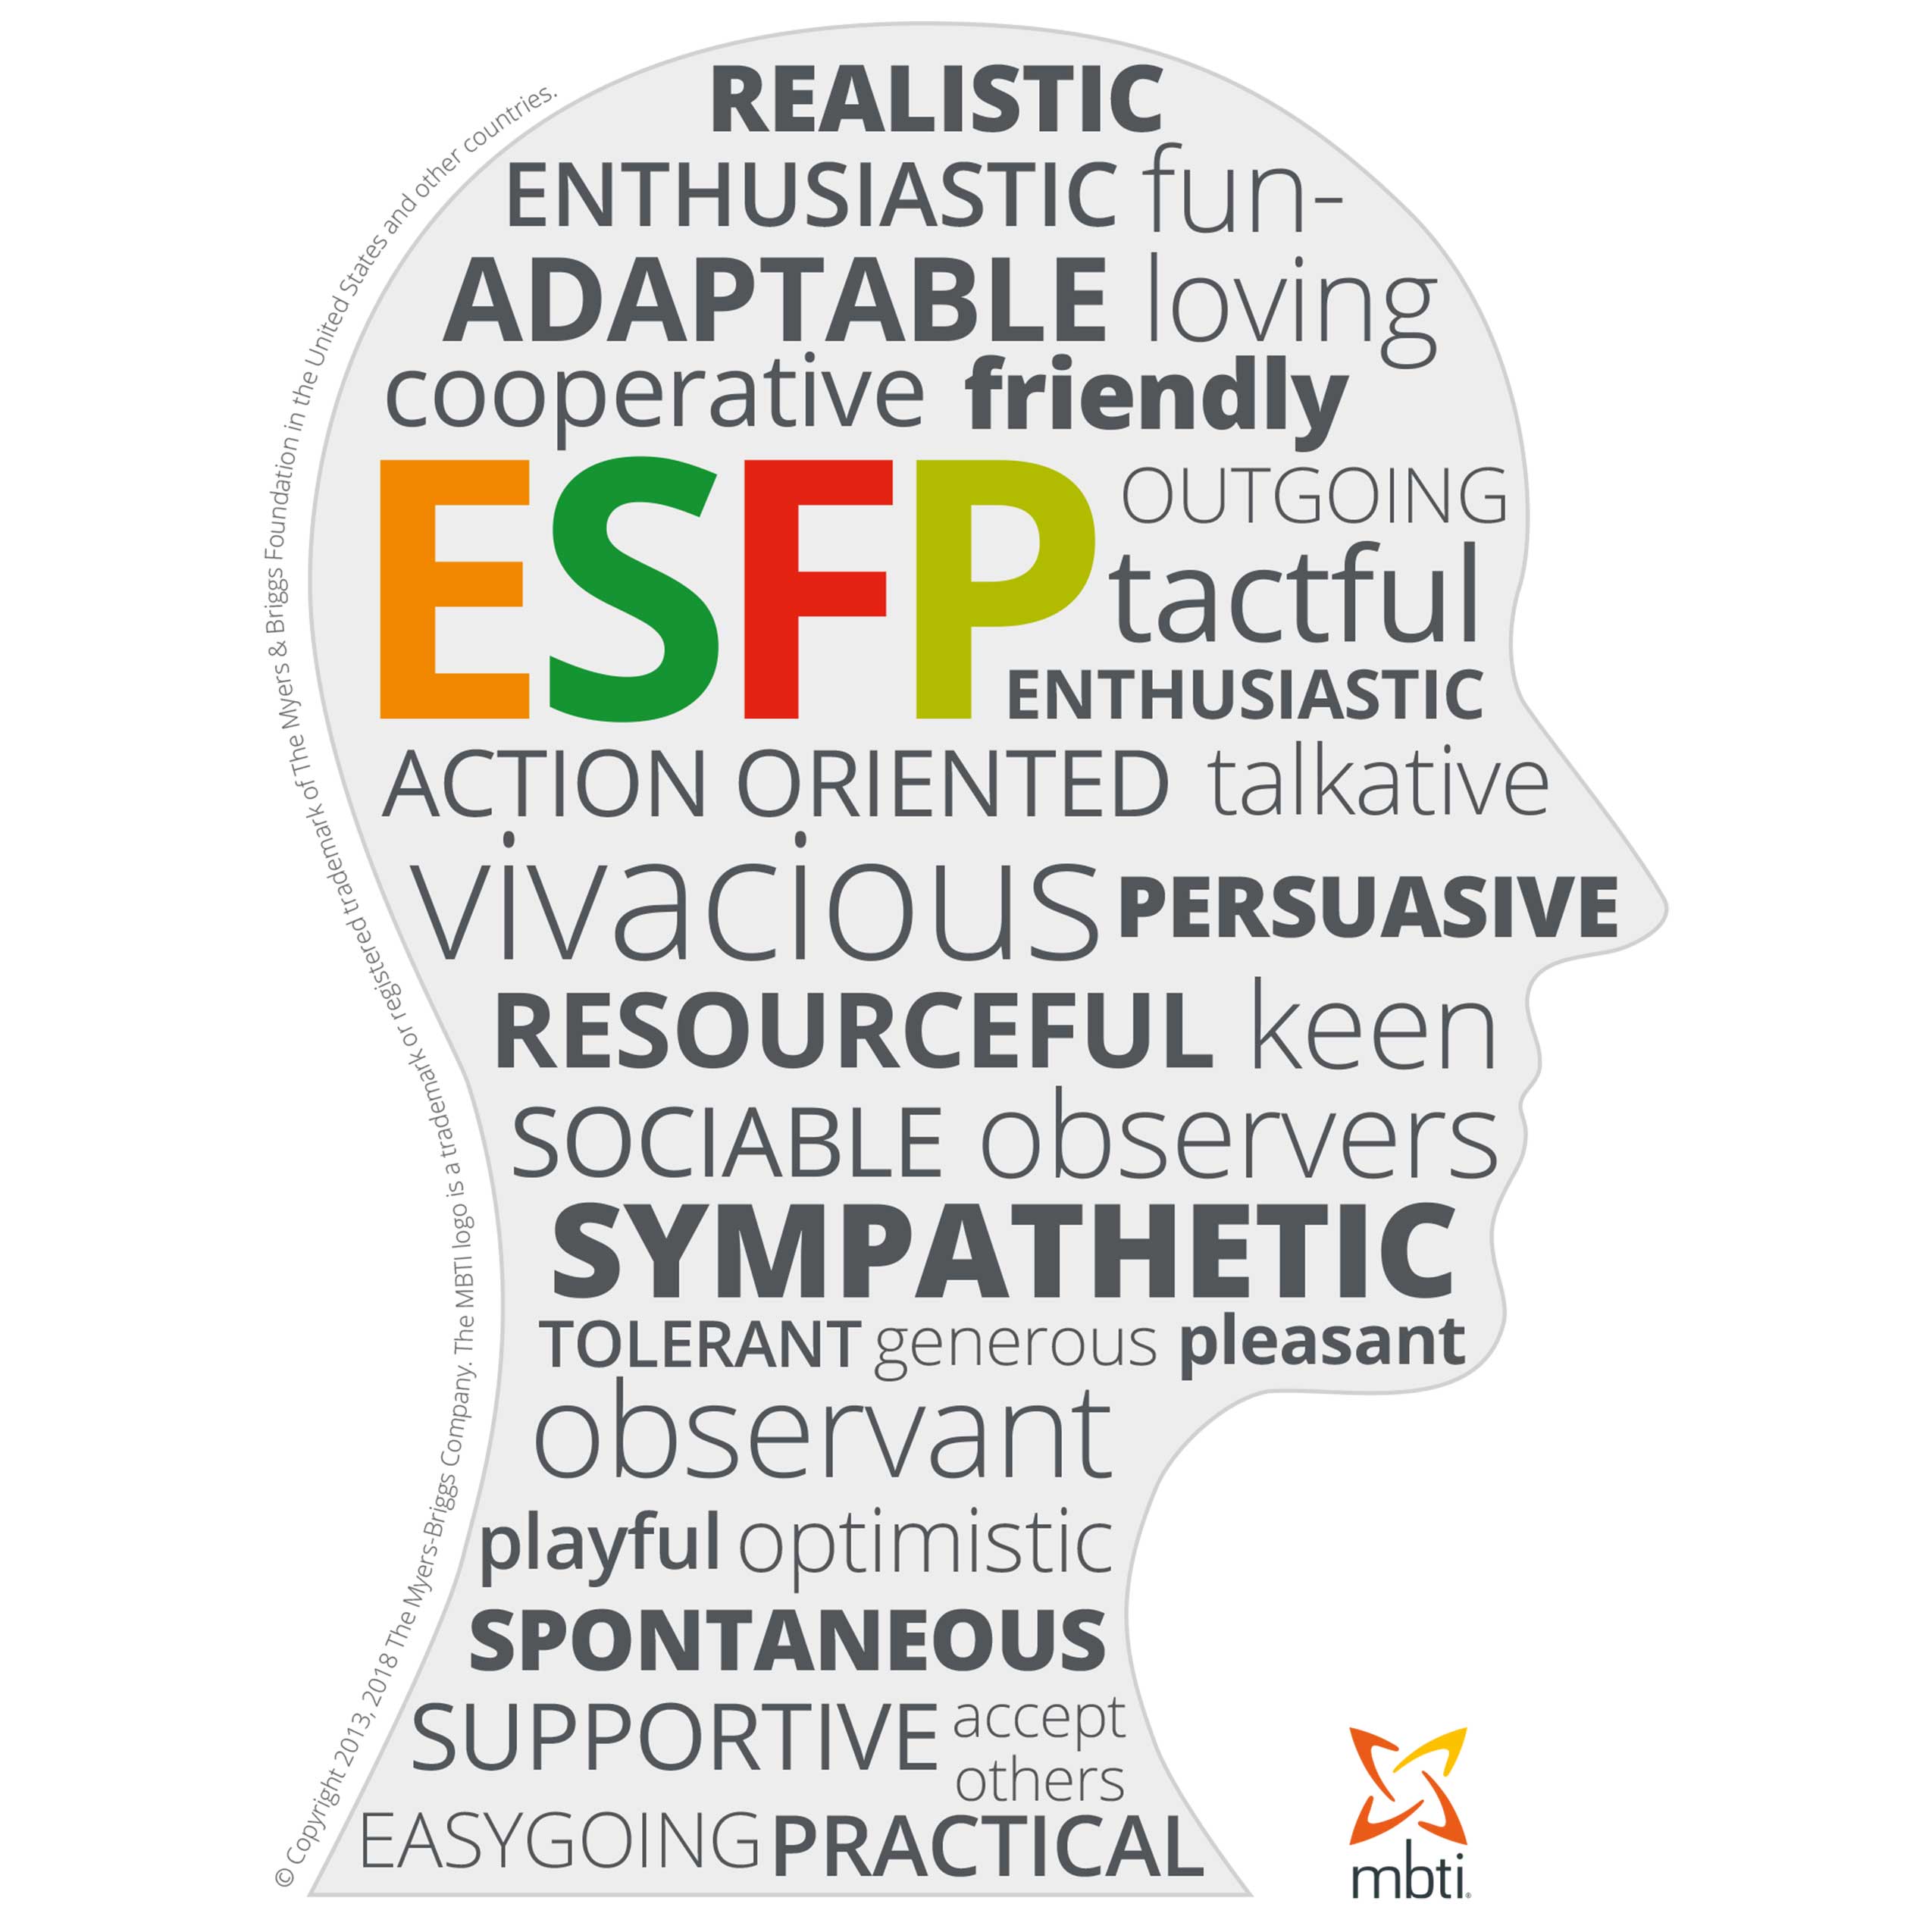 REALISTIC
ENTHUSIASTIC fun-
ADAPTABLE loving
cooperative friendly
ESFP OUTGOING
tactful
ENTHUSIASTIC
ACTION ORIENTED talkative
vivacious PERSUASIVE
RESOURCEFUL keen
SOCIABLE observers
SYMPATHETIC
TOLERANT generous pleasant
observant
playful optimistic
SPONTANEOUS
SUPPORTIVE accept
others
EASYGOING PRACTICAL
© Copyright 2013, 2018 The Myers-Briggs Company. The MBTI logo is a trademark or registered trademark of The Myers & Briggs Foundation in the United States and other countries.
mbti®